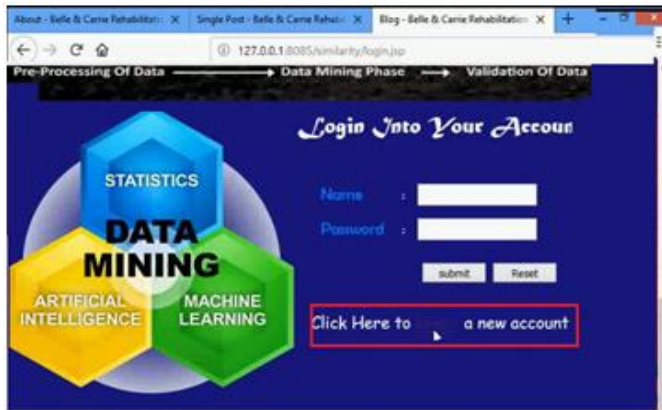 About - Belle & Carrie Rehabilitati
Single Post - Belle & Carrie Rehabi
Blog - Belle & Carrie Rehabilitation
127.0.0.1:8085/similarity/login.jsp
Pre-Processing Of Data Data Mining Phase Validation Of Data
Login Into Your Accoun
STATISTICS
DATA
MINING
ARTIFICIAL
INTELLIGENCE
MACHINE
LEARNING
Name :
Password :
submit Reset
Click Here to a new account